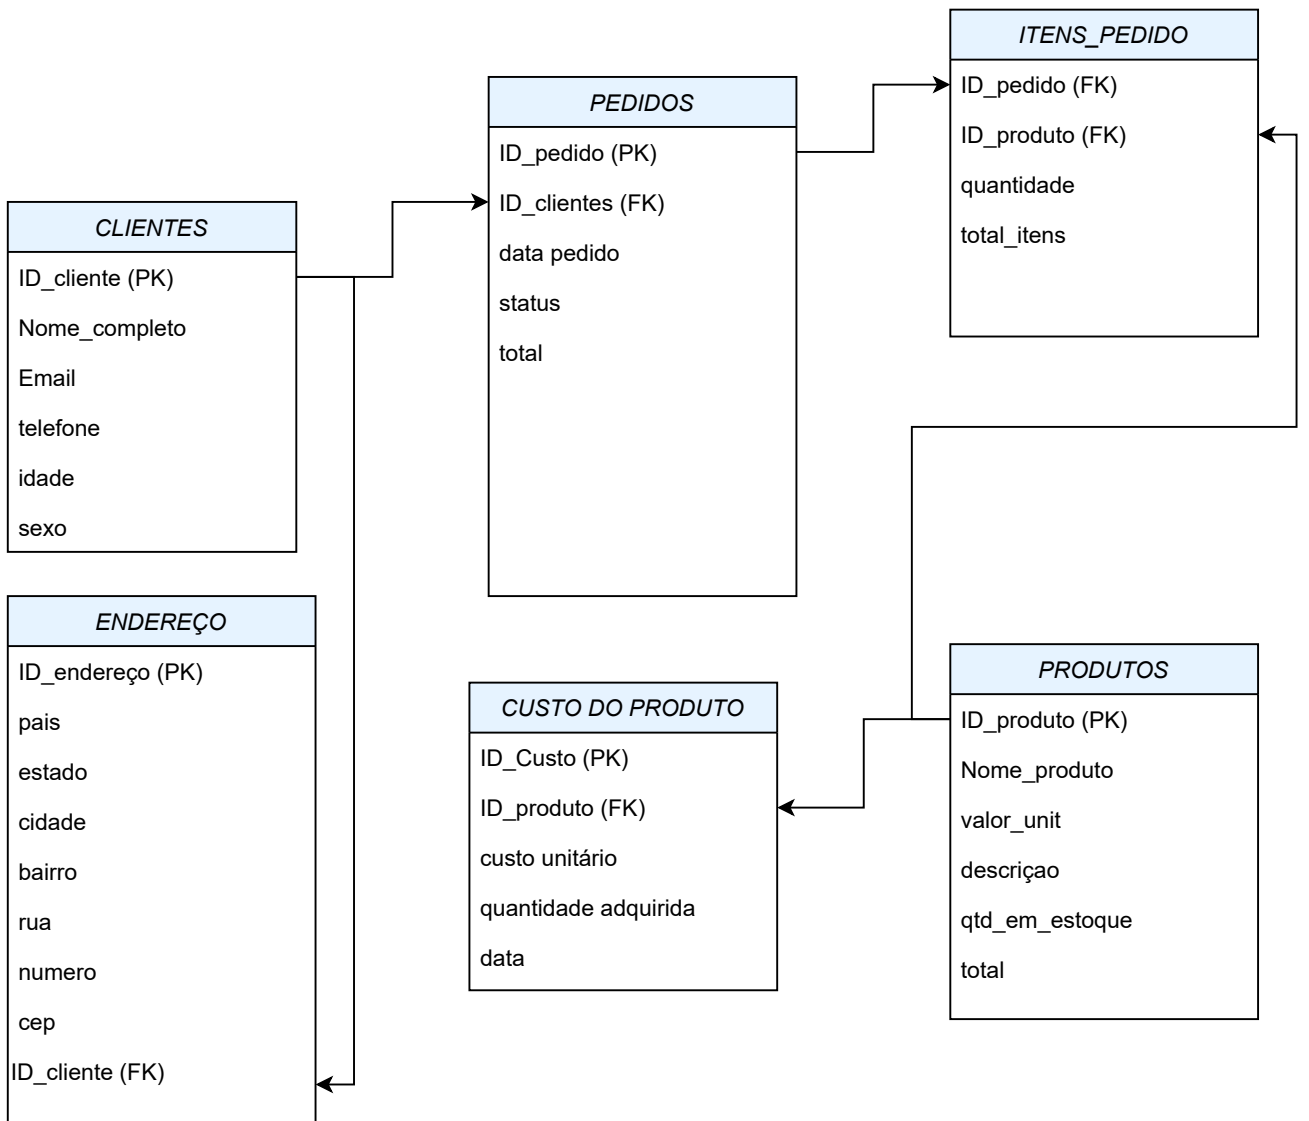 CLIENTES
ID_cliente (PK)
Nome_completo
Email
telefone
idade
sexo
ENDEREÇO
ID_endereço (PK)
pais
estado
cidade
bairro
rua
numero
cep
ID_cliente (FK)
PEDIDOS
ID_pedido (PK)
ID_clientes (FK)
data pedido
status
total
CUSTO DO PRODUTO
ID_Custo (PK)
ID_produto (FK)
custo unitário
quantidade adquirida
data
ITENS_PEDIDO
ID_pedido (FK)
ID_produto (FK)
quantidade
total_itens
PRODUTOS
ID_produto (PK)
Nome_produto
valor_unit
descriçao
qtd_em_estoque
total